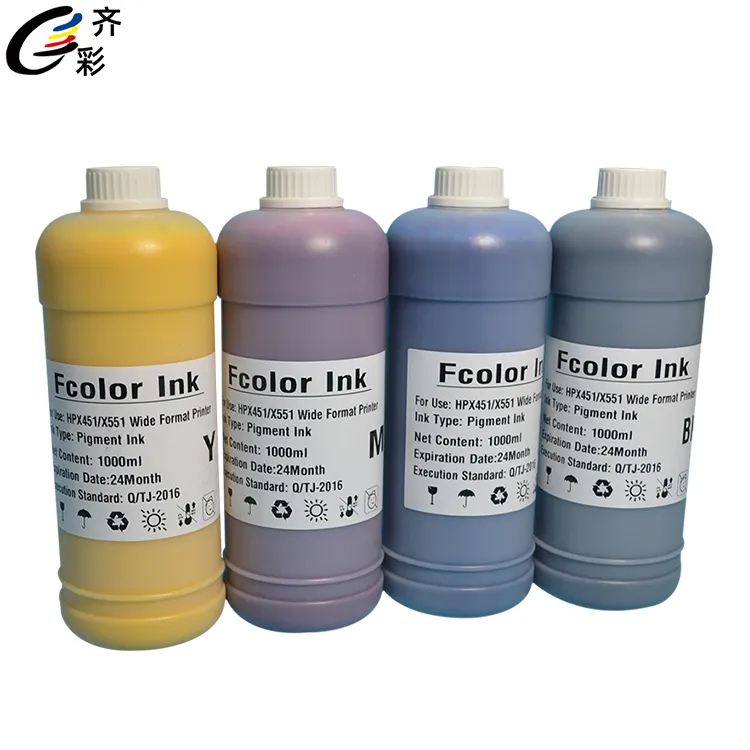 齐
彩
Fcolor Ink
For Use: HPX451/X551 Wide Format Printer
Ink Type: Pigment Ink
Net Content: 1000ml
Expiration Date:24Month
Execution Standard: Q/TJ-2016
Y
Fcolor Ink
For Use: HPX451/X551 Wide Format Printer
Ink Type: Pigment Ink
Net Content: 1000ml
Expiration Date:24Month
Execution Standard: Q/TJ-2016
M
Fcolor In
For Use: HPX451/X551 Wide Format
Ink Type: Pigment Ink
Net Content: 1000ml
Expiration Date:24Month
Execution Standard: Q/TJ-2016
Fcolor Ink
For Use: HPX451/X551 Wide Format Printer
Ink Type: Pigment Ink
Net Content: 1000ml
Expiration Date:24Month
Execution Standard: Q/TJ-2016